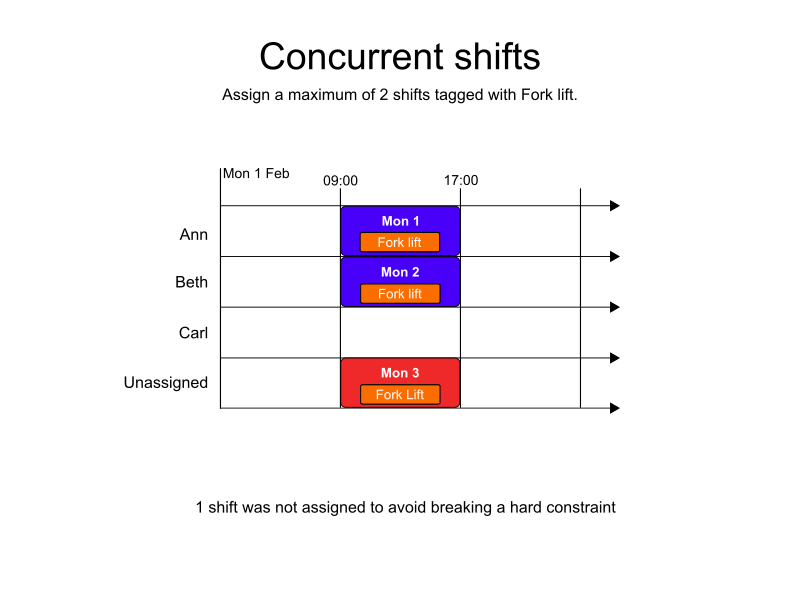 Concurrent shifts
Assign a maximum of 2 shifts tagged with Fork lift.
Mon 1 Feb
09:00
17:00
Ann
Mon 1
Fork lift
Beth
Mon 2
Fork lift
Carl
Unassigned
Mon 3
Fork Lift
1 shift was not assigned to avoid breaking a hard constraint